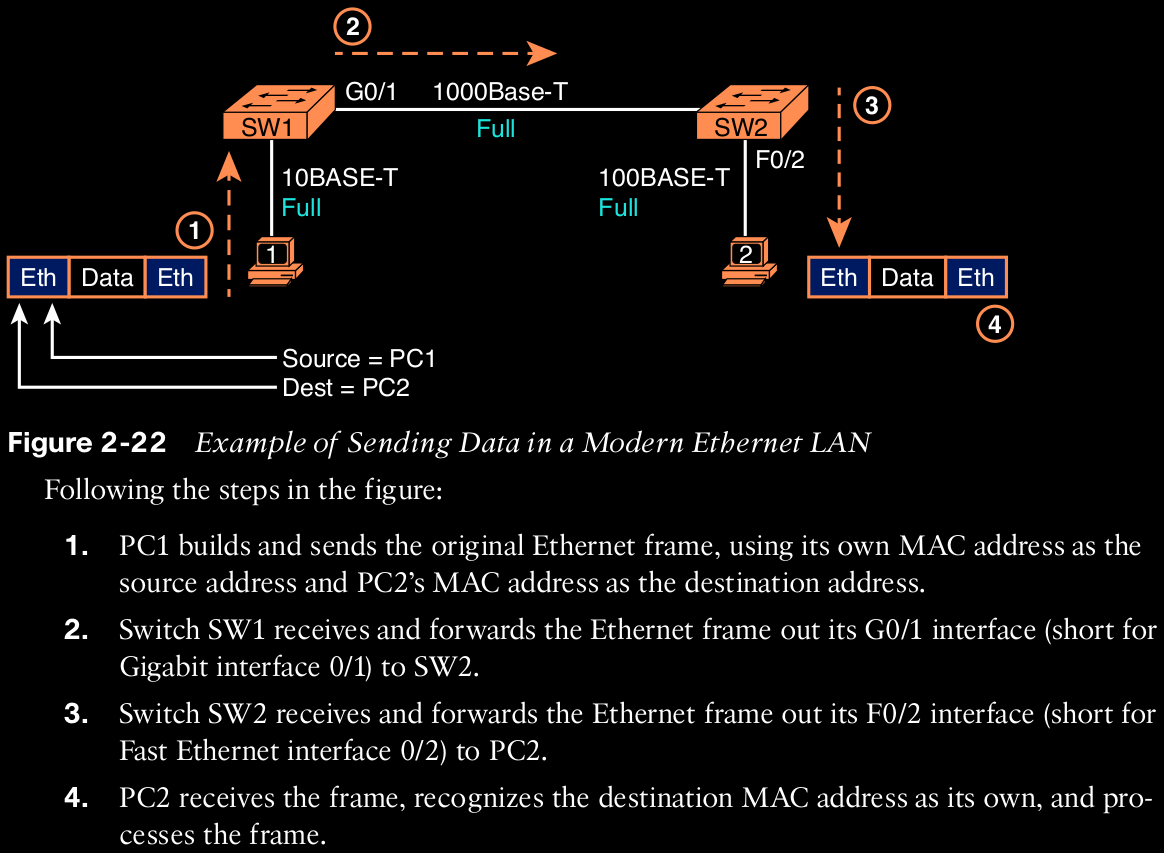 2
G0/1 1000Base-T
SW1
Full
SW2
3
F0/2
10BASE-T
Full
100BASE-T
Full
1
1
2
Eth Data Eth
Eth Data Eth
4
Source = PC1
Dest = PC2
Figure 2-22 Example of Sending Data in a Modern Ethernet LAN
Following the steps in the figure:
1. PC1 builds and sends the original Ethernet frame, using its own MAC address as the
source address and PC2’s MAC address as the destination address.
2. Switch SW1 receives and forwards the Ethernet frame out its G0/1 interface (short for
Gigabit interface 0/1) to SW2.
3. Switch SW2 receives and forwards the Ethernet frame out its F0/2 interface (short for
Fast Ethernet interface 0/2) to PC2.
4. PC2 receives the frame, recognizes the destination MAC address as its own, and pro-
cesses the frame.